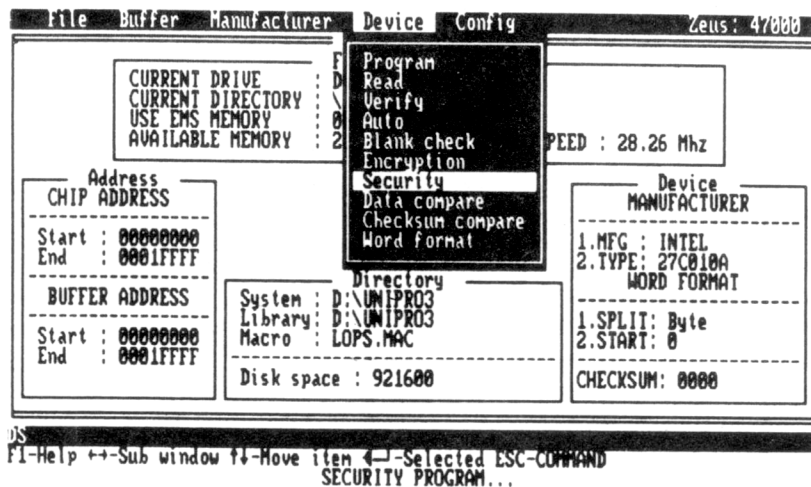 File Buffer Manufacturer Device Config Zeus: 47000
Program
Read
Verify
Auto
Blank check
Encryption
Security
Data compare
Checksum compare
Word format
CURRENT DRIVE : D
CURRENT DIRECTORY : \
USE EMS MEMORY : 0
AVAILABLE MEMORY : 2
PEED : 28.26 Mhz
Address
CHIP ADDRESS
Start : 00000000
End : 0001FFFF
BUFFER ADDRESS
Start : 00000000
End : 0001FFFF
Directory
System : D:\UNIPRO3
Library: D:\UNIPRO3
Macro : LOPS.MAC
Disk space : 921600
Device
MANUFACTURER
1.MFG : INTEL
2.TYPE: 27C010A
WORD FORMAT
1.SPLIT: Byte
2.START: 0
CHECKSUM: 0000
DS
F1-Help ←→-Sub window ↑↓-Move item ◄─┘-Selected ESC-COMMAND
SECURITY PROGRAM...